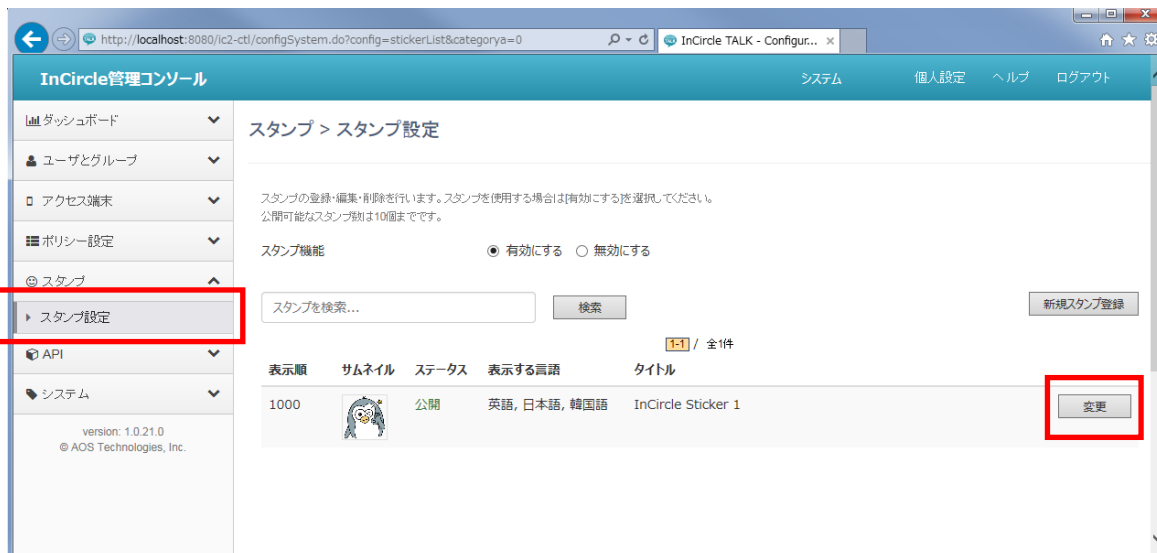 http://localhost:8080/ic2-ctl/configSystem.do?config=stickerList&categorya=0
InCircle TALK - Configur...
InCircle管理コンソール
システム
個人設定
ヘルプ
ログアウト
ダッシュボード
ユーザとグループ
アクセス端末
ポリシー設定
スタンプ
スタンプ設定
API
システム
version: 1.0.21.0
© AOS Technologies, Inc.
スタンプ > スタンプ設定
スタンプの登録・編集・削除を行います。スタンプを使用する場合は[有効にする]を選択してください。
公開可能なスタンプ数は10個までです。
スタンプ機能
有効にする 無効にする
スタンプを検索...
検索
新規スタンプ登録
1-1 / 全1件
表示順 サムネイル ステータス 表示する言語 タイトル
1000 公開 英語, 日本語, 韓国語 InCircle Sticker 1 変更